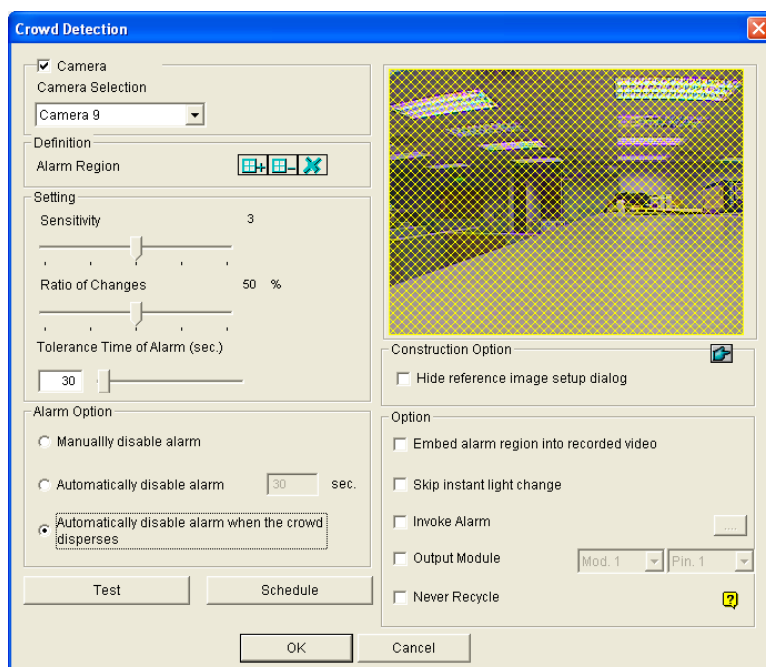 Crowd Detection
Camera
Camera Selection
Camera 9
Definition
Alarm Region
Setting
Sensitivity 3
Ratio of Changes 50 %
Tolerance Time of Alarm (sec.)
30
Alarm Option
Manuallly disable alarm
Automatically disable alarm 30 sec.
Automatically disable alarm when the crowd
disperses
Test Schedule
Construction Option
Hide reference image setup dialog
Option
Embed alarm region into recorded video
Skip instant light change
Invoke Alarm ....
Output Module Mod. 1 Pin. 1
Never Recycle ?
OK Cancel